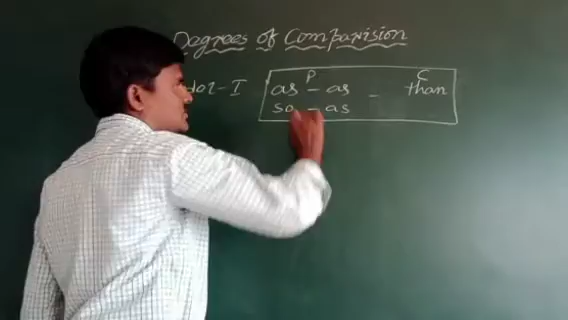 Degrees of Comparision
P C
as - as - than
so - as